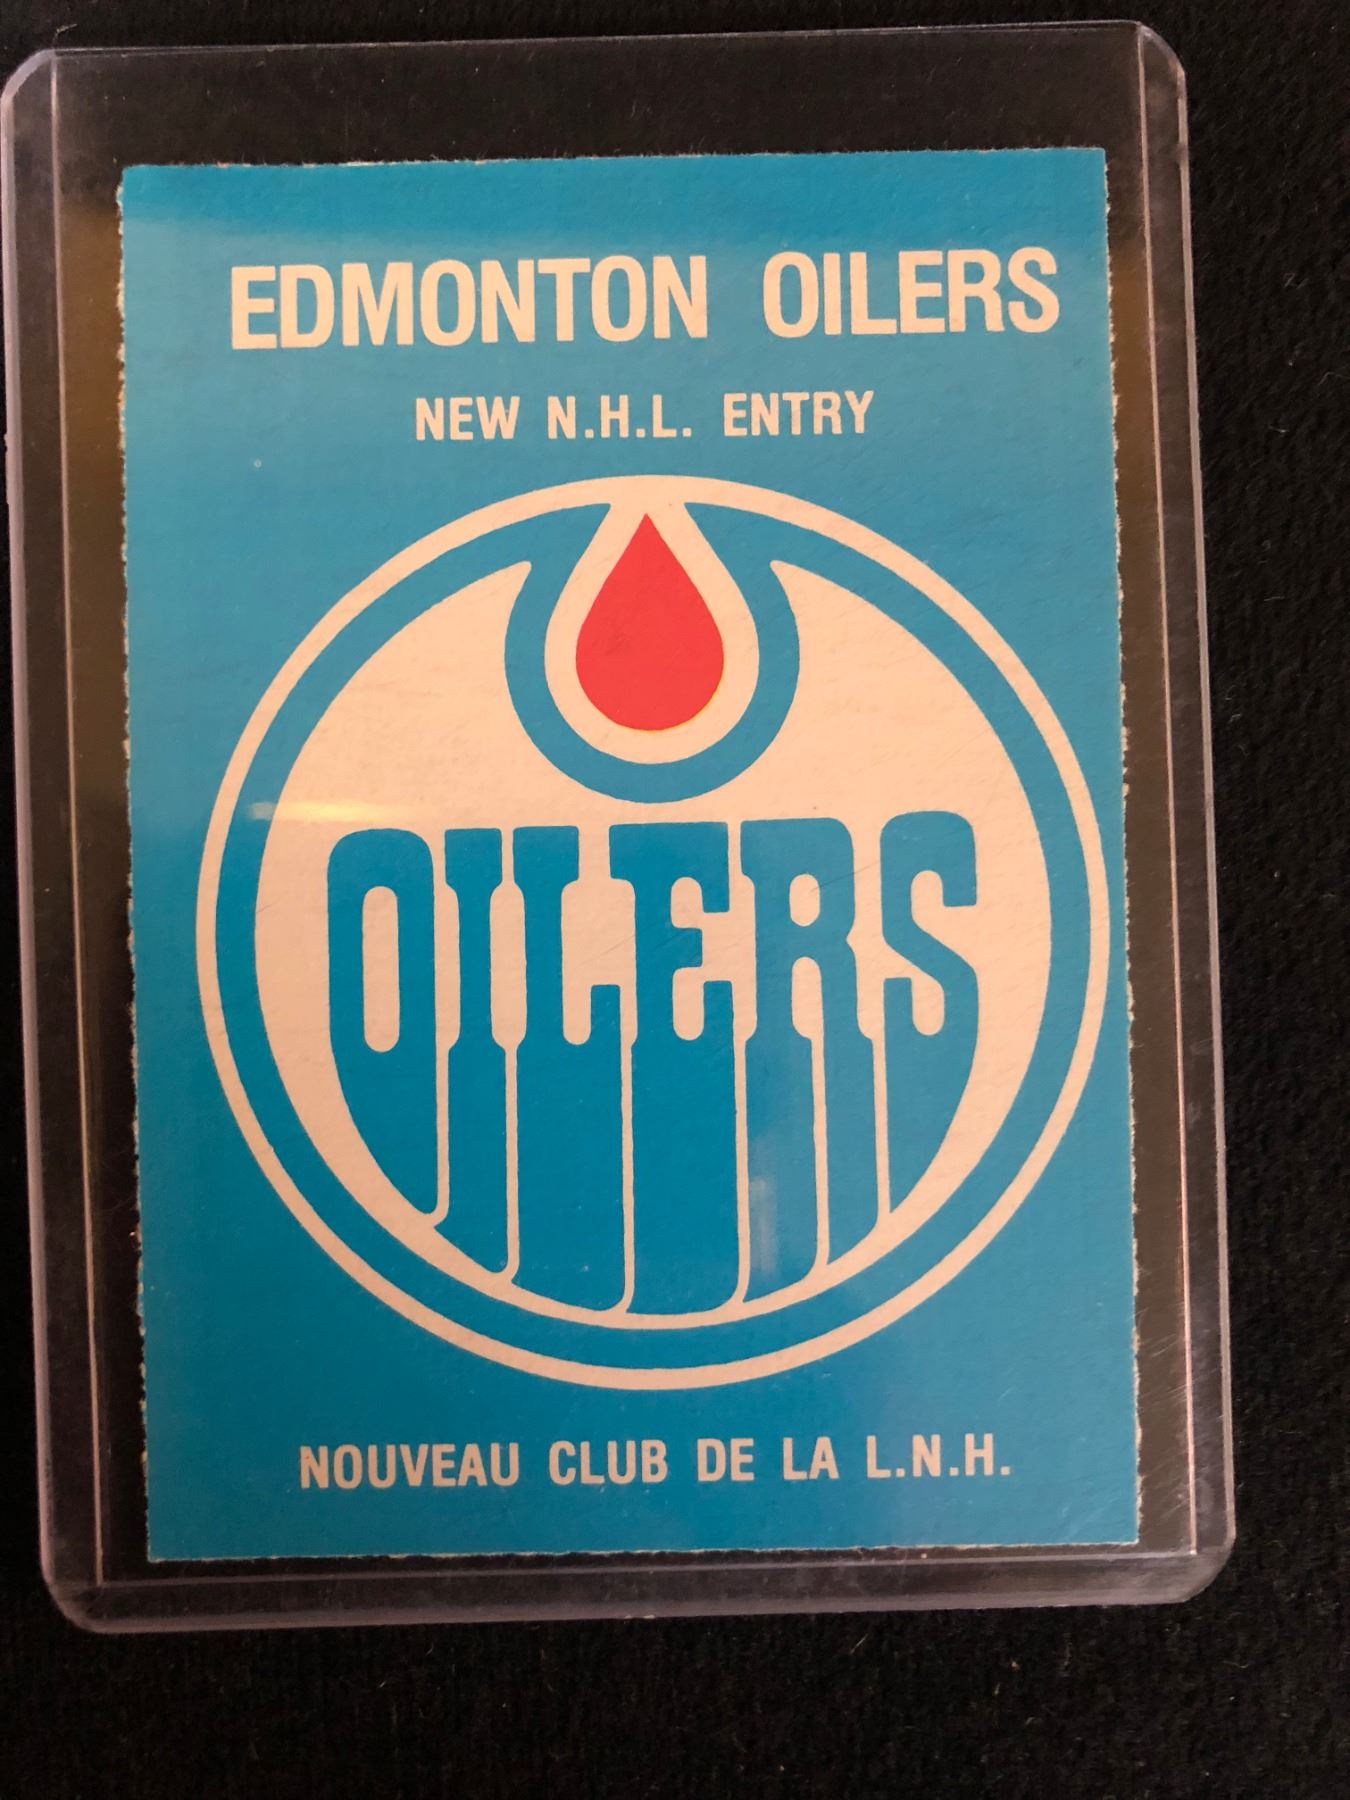 EDMONTON OILERS
NEW N.H.L. ENTRY
OILERS
NOUVEAU CLUB DE LA L.N.H.